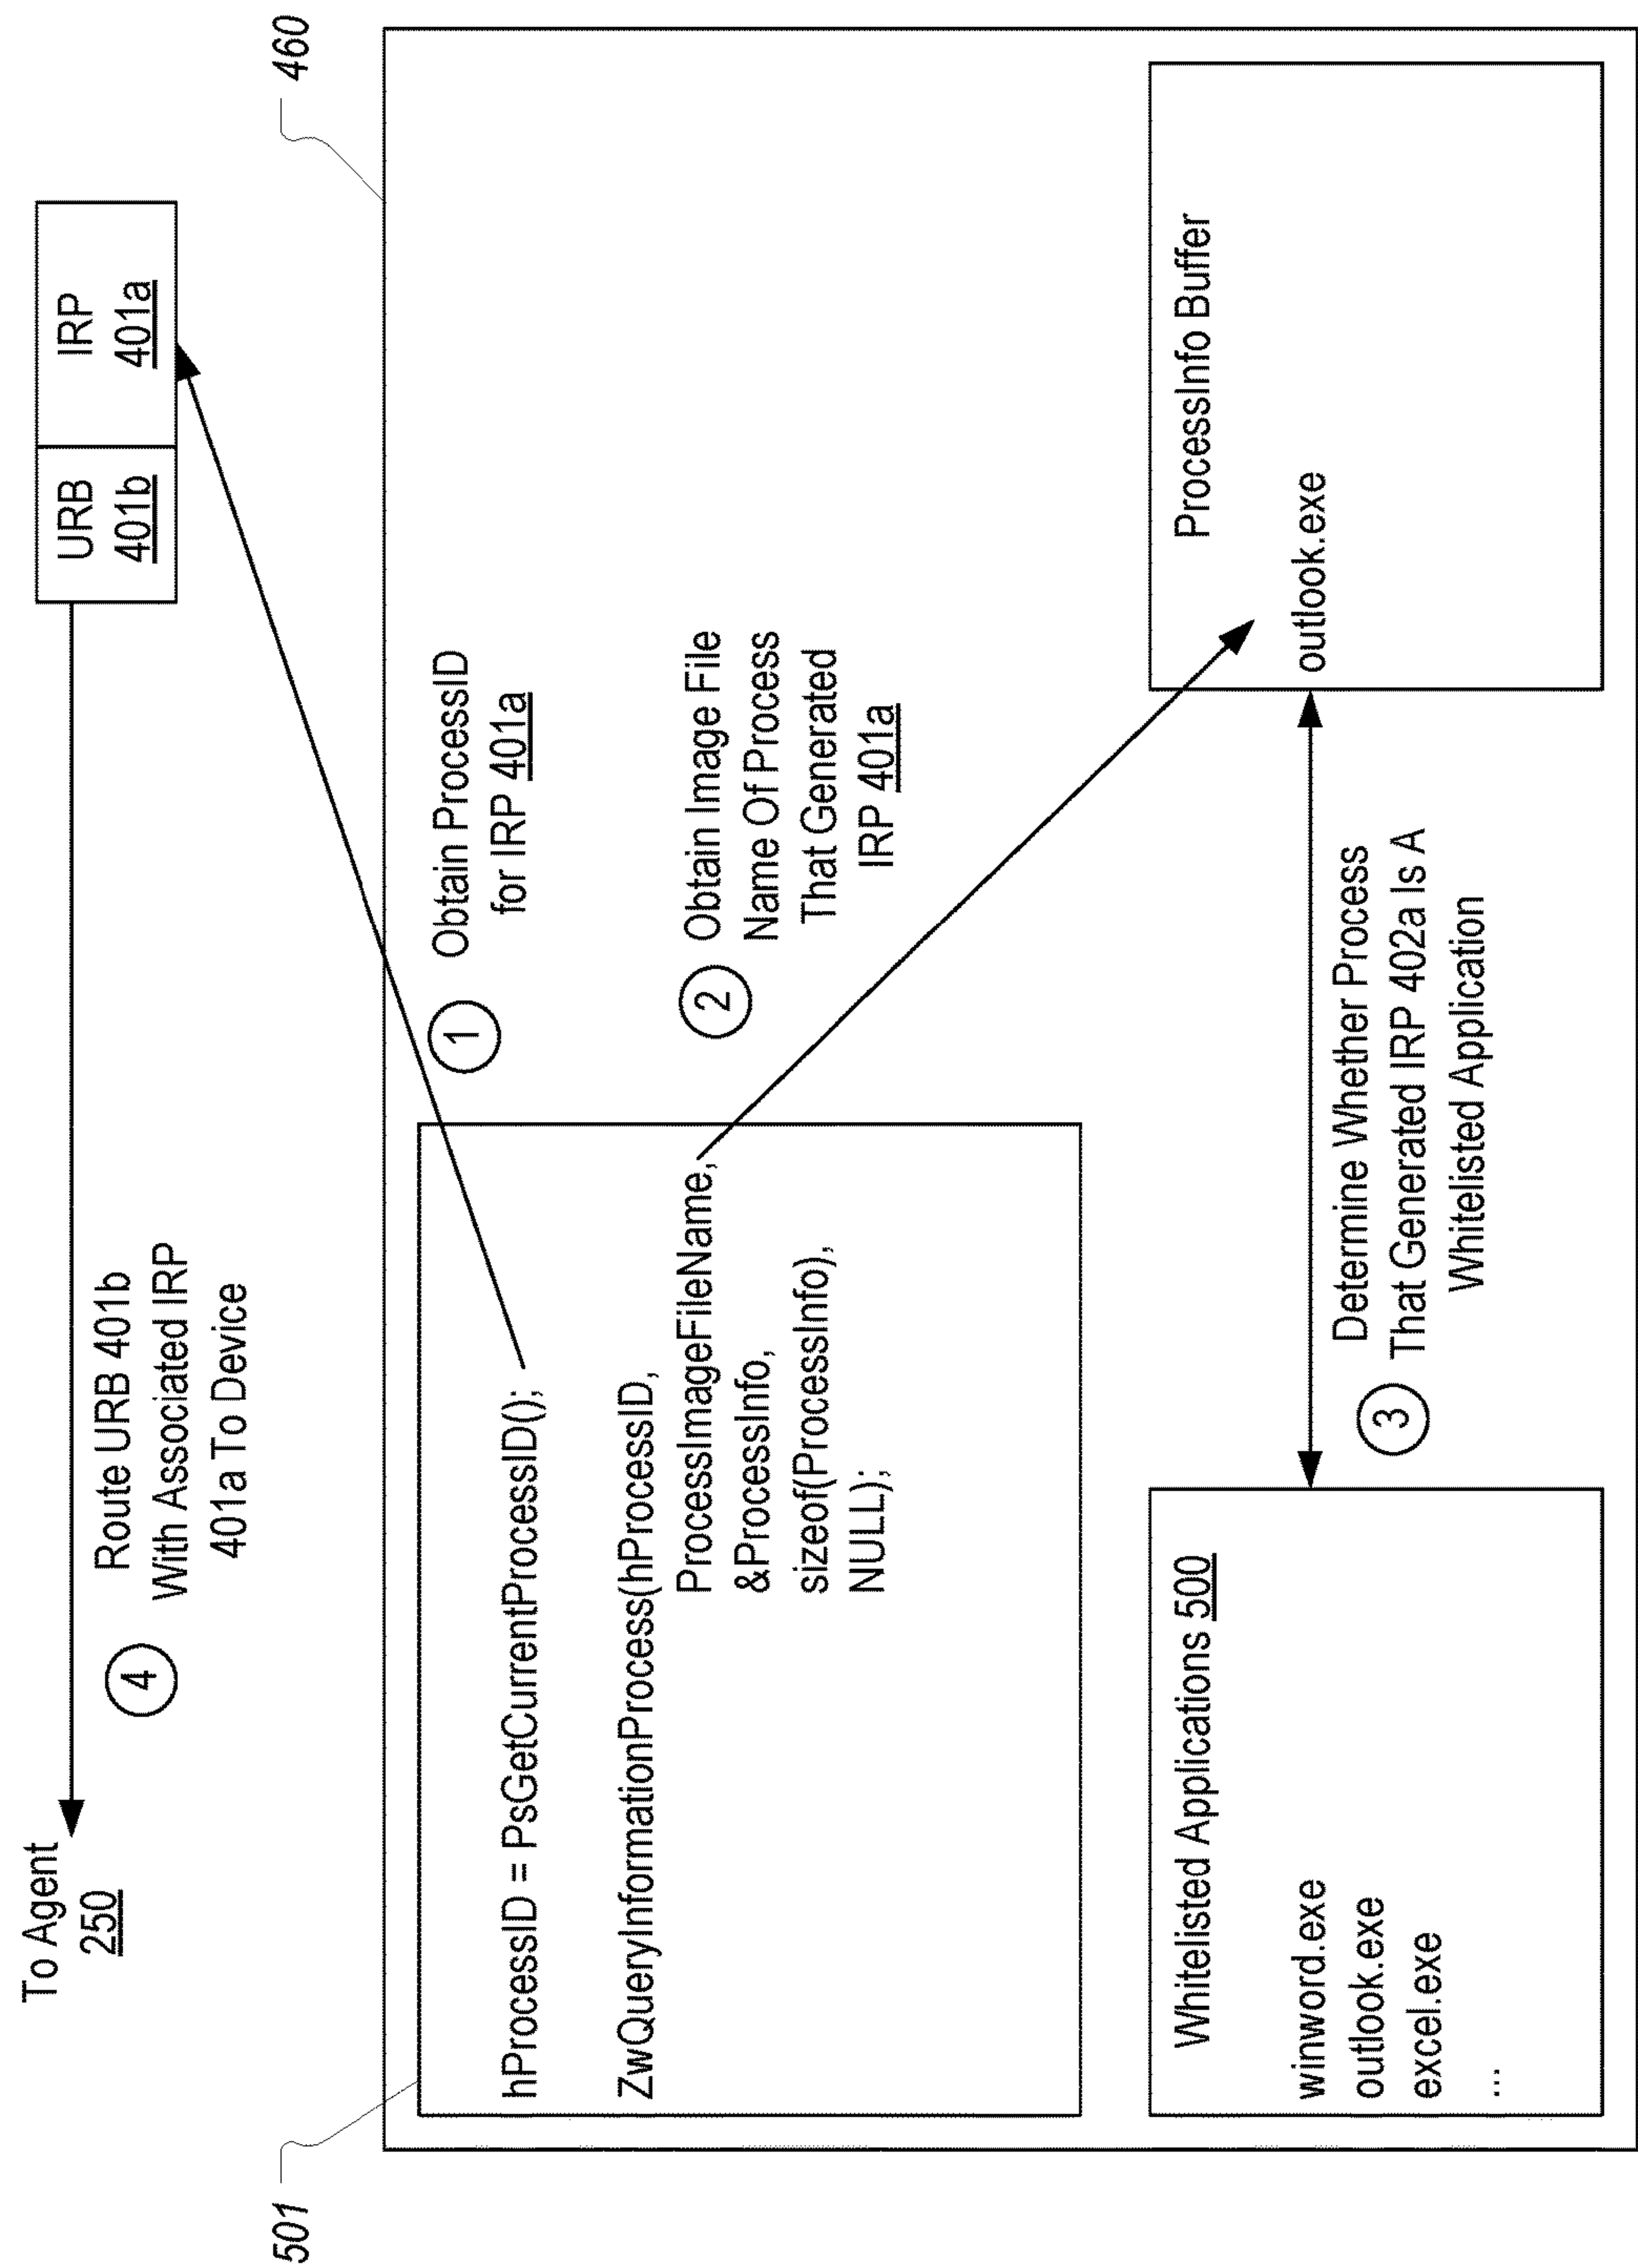 To Agent
250
4
Route URB 401b
With Associated IRP
401a To Device
URB
401b
IRP
401a
501
460
hProcessID = PsGetCurrentProcessID();
ZwQueryInformationProcess(hProcessID,
ProcessImageFileName,
&ProcessInfo,
sizeof(ProcessInfo),
NULL);
1
Obtain ProcessID
for IRP 401a
2
Obtain Image File
Name Of Process
That Generated
IRP 401a
Whitelisted Applications 500
winword.exe
outlook.exe
excel.exe
...
3
Determine Whether Process
That Generated IRP 402a Is A
Whitelisted Application
ProcessInfo Buffer
outlook.exe